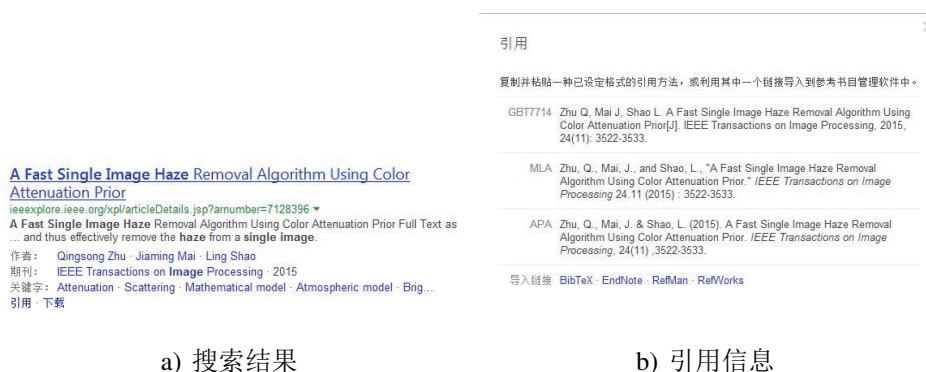 A Fast Single Image Haze Removal Algorithm Using Color
Attenuation Prior
ieeexplore.ieee.org/xpl/articleDetails.jsp?arnumber=7128396
A Fast Single Image Haze Removal Algorithm Using Color Attenuation Prior Full Text as
... and thus effectively remove the haze from a single image.
作者： Qingsong Zhu · Jiaming Mai · Ling Shao
期刊： IEEE Transactions on Image Processing · 2015
关键字： Attenuation · Scattering · Mathematical model · Atmospheric model · Brig...
引用 · 下载
a) 搜索结果
引用
复制并粘贴一种已设定格式的引用方法，或利用其中一个链接导入到参考书目管理软件中。
GBT7714 Zhu Q, Mai J, Shao L. A Fast Single Image Haze Removal Algorithm Using
Color Attenuation Prior[J]. IEEE Transactions on Image Processing, 2015,
24(11): 3522-3533.
MLA Zhu, Q., Mai, J., and Shao, L., "A Fast Single Image Haze Removal
Algorithm Using Color Attenuation Prior." IEEE Transactions on Image
Processing 24.11 (2015) : 3522-3533.
APA Zhu, Q., Mai, J. & Shao, L. (2015). A Fast Single Image Haze Removal
Algorithm Using Color Attenuation Prior. IEEE Transactions on Image
Processing, 24(11) ,3522-3533.
导入链接 BibTeX · EndNote · RefMan · RefWorks
b) 引用信息